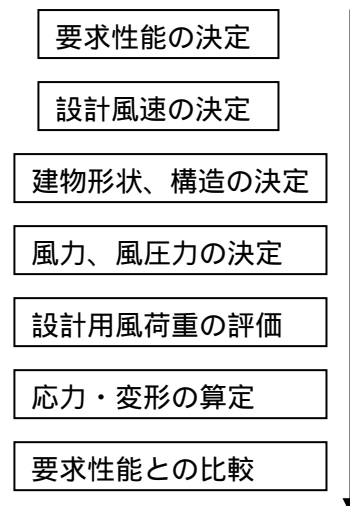 要求性能の決定
設計風速の決定
建物形状、構造の決定
風力、風圧力の決定
設計用風荷重の評価
応力・変形の算定
要求性能との比較